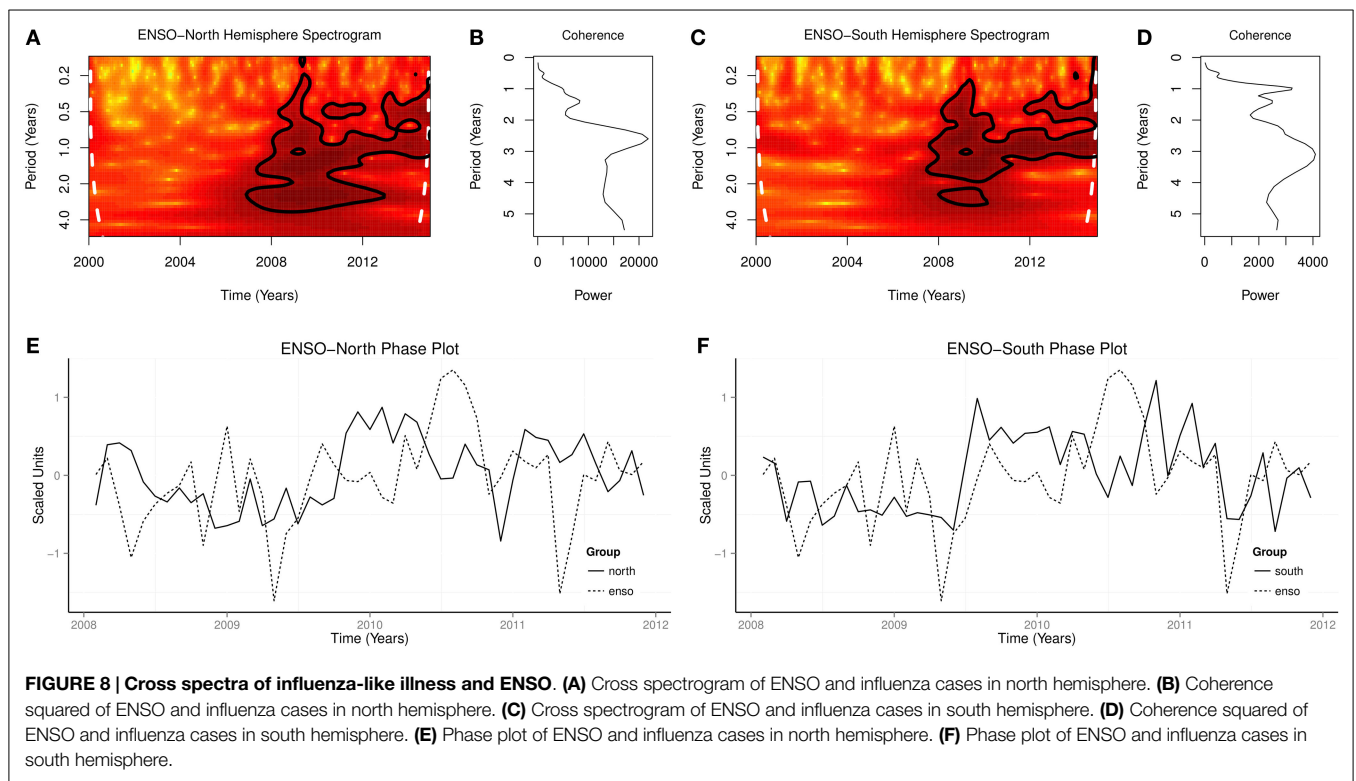 A
ENSO−North Hemisphere Spectrogram
Period (Years)
0.2
0.5
1.0
2.0
4.0
2000
2004
2008
2012
Time (Years)
B
Coherence
Period (Years)
0
1
2
3
4
5
0
10000
20000
Power
C
ENSO−South Hemisphere Spectrogram
Period (Years)
0.2
0.5
1.0
2.0
4.0
2000
2004
2008
2012
Time (Years)
D
Coherence
Period (Years)
0
1
2
3
4
5
0
2000
4000
Power
E
ENSO−North Phase Plot
Scaled Units
1
0
−1
Group
north
enso
2008
2009
2010
2011
2012
Time (Years)
F
ENSO−South Phase Plot
Scaled Units
1
0
−1
Group
south
enso
2008
2009
2010
2011
2012
Time (Years)
FIGURE 8 | Cross spectra of influenza-like illness and ENSO. (A) Cross spectrogram of ENSO and influenza cases in north hemisphere. (B) Coherence
squared of ENSO and influenza cases in north hemisphere. (C) Cross spectrogram of ENSO and influenza cases in south hemisphere. (D) Coherence squared of
ENSO and influenza cases in south hemisphere. (E) Phase plot of ENSO and influenza cases in north hemisphere. (F) Phase plot of ENSO and influenza cases in
south hemisphere.